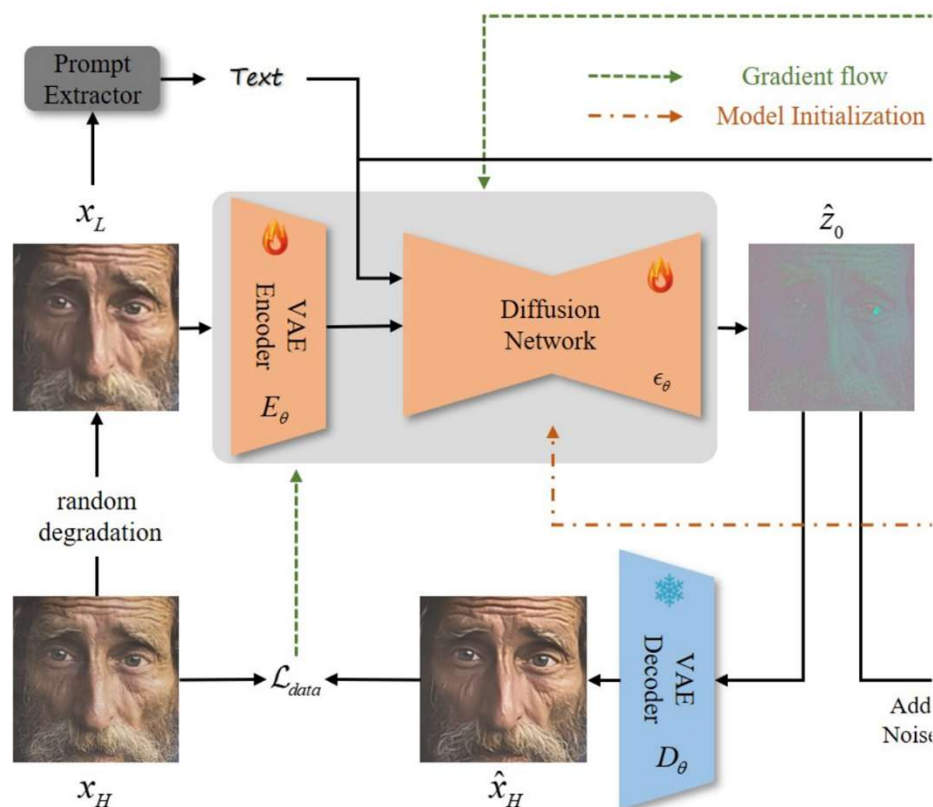 Prompt
Extractor
Text
Gradient flow
Model Initialization
x_L
VAE
Encoder
E_θ
Diffusion
Network
ϵ_θ
ẑ_0
random
degradation
x_H
ℒ_data
x̂_H
VAE
Decoder
D_θ
Add
Noise